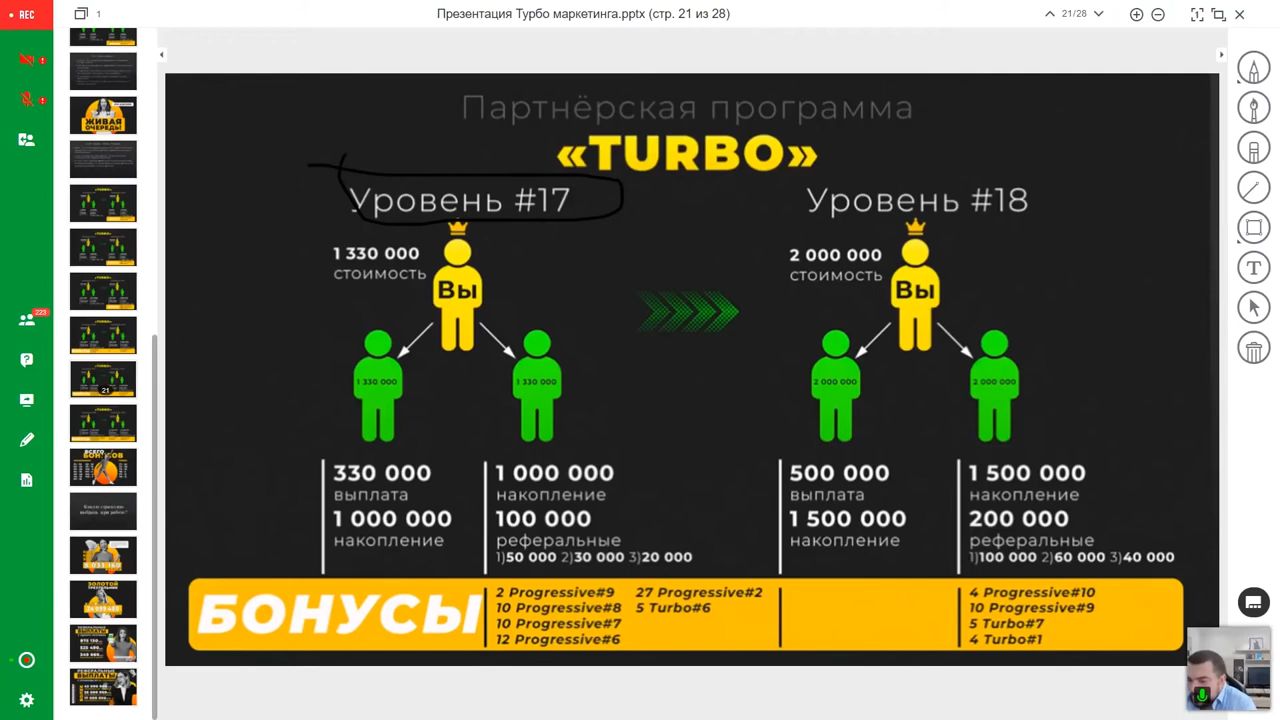 REC
1
Презентация Турбо маркетинга.pptx (стр. 21 из 28)
21/28
223
ЖИВАЯ
ОЧЕРЕДЬ!
21
Партнёрская программа
«TURBO»
Уровень #17
Уровень #18
1 330 000
стоимость
Вы
2 000 000
стоимость
Вы
1 330 000
1 330 000
2 000 000
2 000 000
330 000
выплата
1 000 000
накопление
1 000 000
накопление
100 000
реферальные
1)50 000 2)30 000 3)20 000
500 000
выплата
1 500 000
накопление
1 500 000
накопление
200 000
реферальные
1)100 000 2)60 000 3)40 000
БОНУСЫ
2 Progressive#9
10 Progressive#8
10 Progressive#7
12 Progressive#6
27 Progressive#2
5 Turbo#6
4 Progressive#10
10 Progressive#9
5 Turbo#7
4 Turbo#1